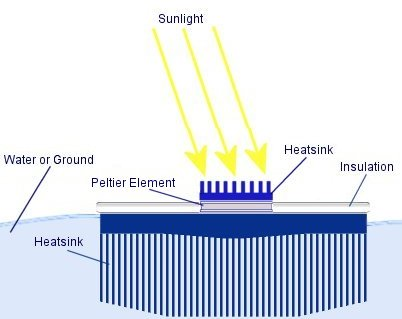 Sunlight
Heatsink
Water or Ground
Insulation
Peltier Element
Heatsink